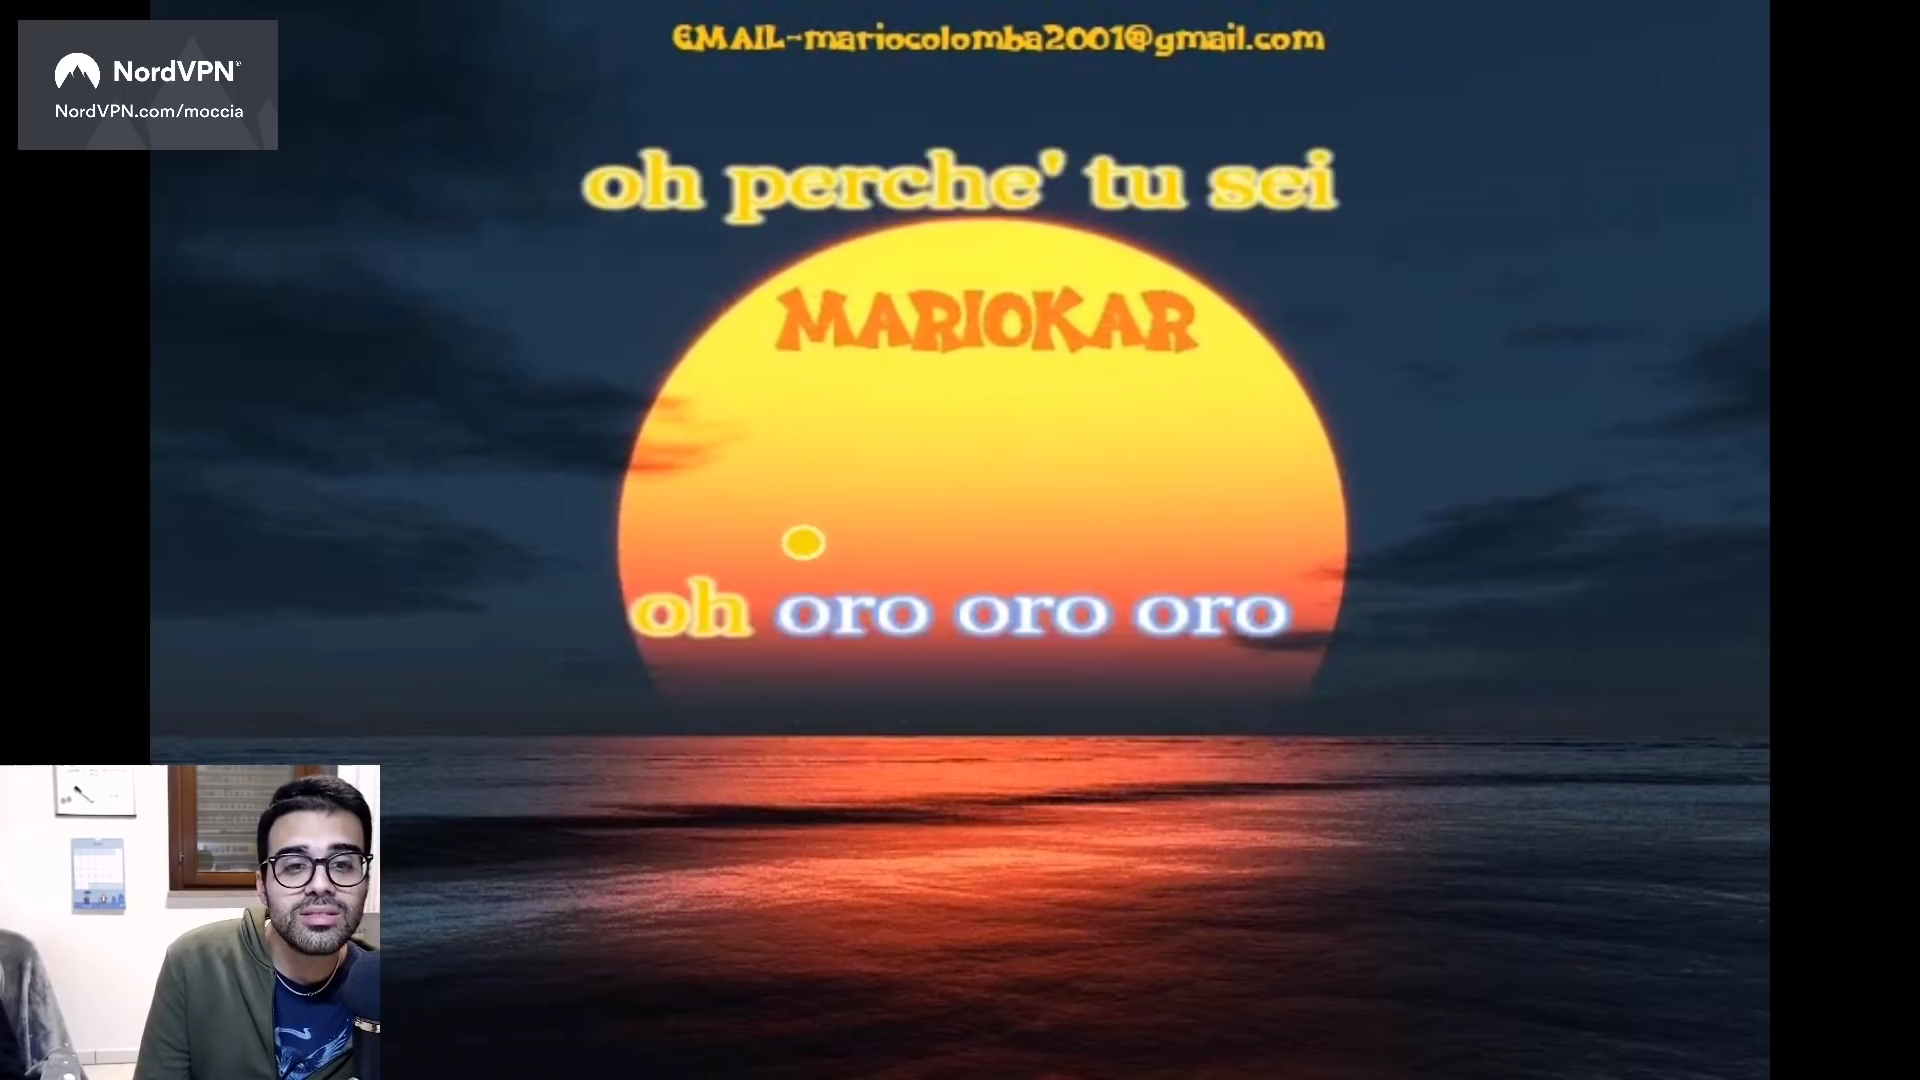 EMAIL-mariocolomba2001@gmail.com
NordVPN®
NordVPN.com/moccia
oh perche' tu sei
MARIOKAR
oh oro oro oro